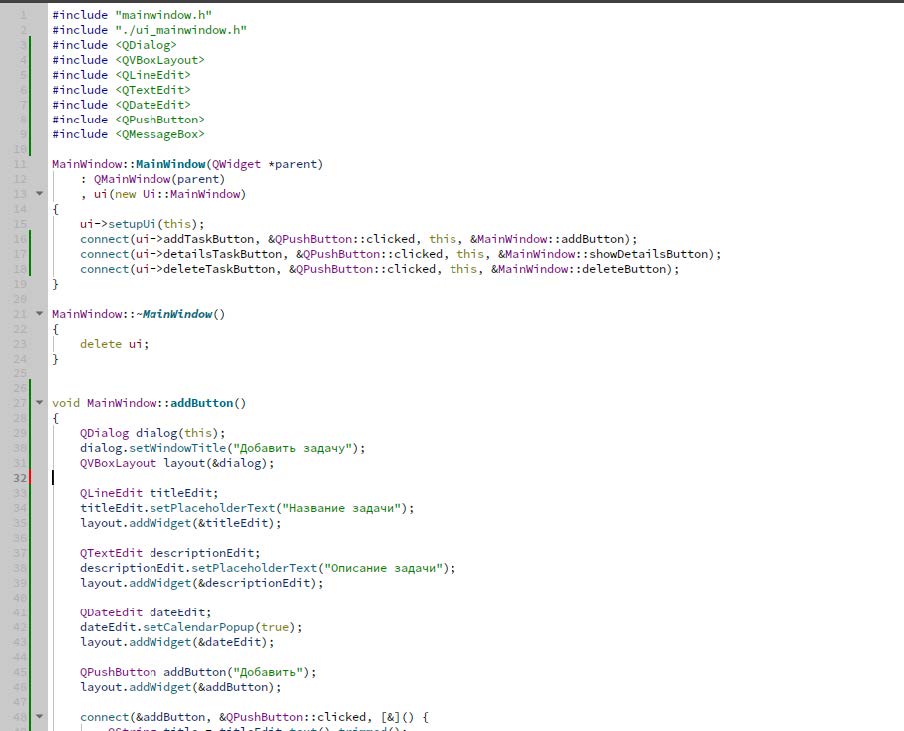 1 #include "mainwindow.h"
2 #include "./ui_mainwindow.h"
3 #include <QDialog>
4 #include <QVBoxLayout>
5 #include <QLineEdit>
6 #include <QTextEdit>
7 #include <QDateEdit>
8 #include <QPushButton>
9 #include <QMessageBox>
10
11 MainWindow::MainWindow(QWidget *parent)
12     : QMainWindow(parent)
13     , ui(new Ui::MainWindow)
14 {
15     ui->setupUi(this);
16     connect(ui->addTaskButton, &QPushButton::clicked, this, &MainWindow::addButton);
17     connect(ui->detailsTaskButton, &QPushButton::clicked, this, &MainWindow::showDetailsButton);
18     connect(ui->deleteTaskButton, &QPushButton::clicked, this, &MainWindow::deleteButton);
19 }
20
21 MainWindow::~MainWindow()
22 {
23     delete ui;
24 }
25
26
27 void MainWindow::addButton()
28 {
29     QDialog dialog(this);
30     dialog.setWindowTitle("Добавить задачу");
31     QVBoxLayout layout(&dialog);
32
33     QLineEdit titleEdit;
34     titleEdit.setPlaceholderText("Название задачи");
35     layout.addWidget(&titleEdit);
36
37     QTextEdit descriptionEdit;
38     descriptionEdit.setPlaceholderText("Описание задачи");
39     layout.addWidget(&descriptionEdit);
40
41     QDateEdit dateEdit;
42     dateEdit.setCalendarPopup(true);
43     layout.addWidget(&dateEdit);
44
45     QPushButton addButton("Добавить");
46     layout.addWidget(&addButton);
47
48     connect(&addButton, &QPushButton::clicked, [&]() {
49         QString title = titleEdit.text().trimmed();